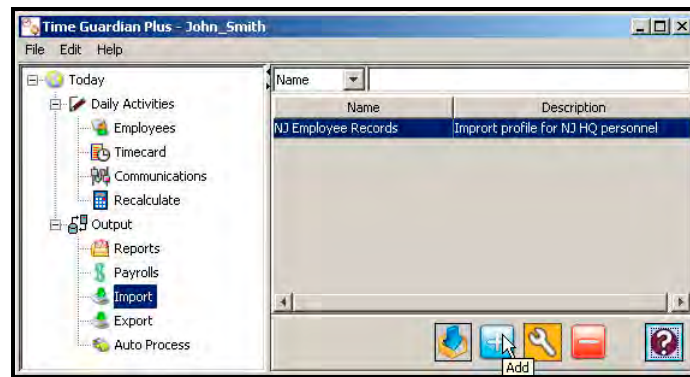 Time Guardian Plus - John_Smith
File Edit Help
Today
Daily Activities
Employees
Timecard
Communications
Recalculate
Output
Reports
Payrolls
Import
Export
Auto Process
Name
Name Description
NJ Employee Records Imprort profile for NJ HQ personnel
Add